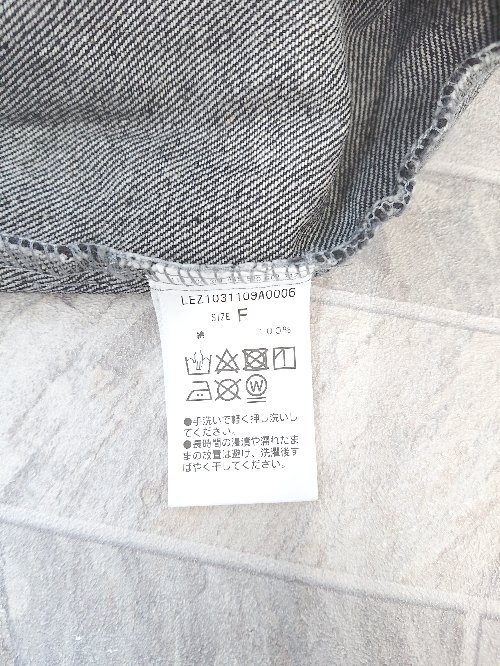 LEZ1031109A0006
SIZE F
綿 100%
W
●手洗いで軽く押し洗いし
てください。
●長時間の浸漬や濡れたま
まの放置は避け、洗濯後す
ばやく干してください。